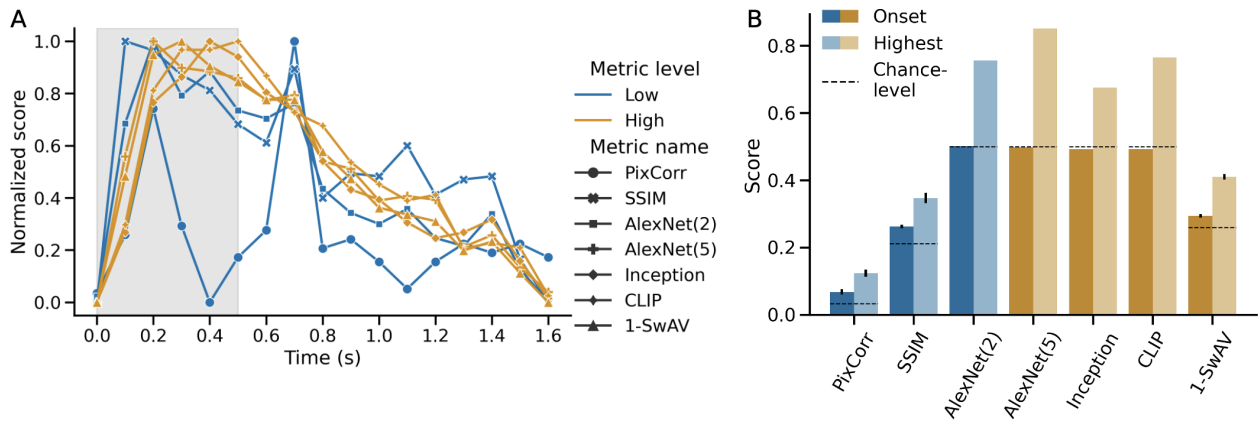 A
Normalized score
1.0
0.8
0.6
0.4
0.2
0.0
0.0 0.2 0.4 0.6 0.8 1.0 1.2 1.4 1.6
Time (s)
Metric level
Low
High
Metric name
PixCorr
SSIM
AlexNet(2)
AlexNet(5)
Inception
CLIP
1-SwAV
B
Score
0.8
0.6
0.4
0.2
0.0
Onset
Highest
Chance-
level
PixCorr
SSIM
AlexNet(2)
AlexNet(5)
Inception
CLIP
1-SwAV